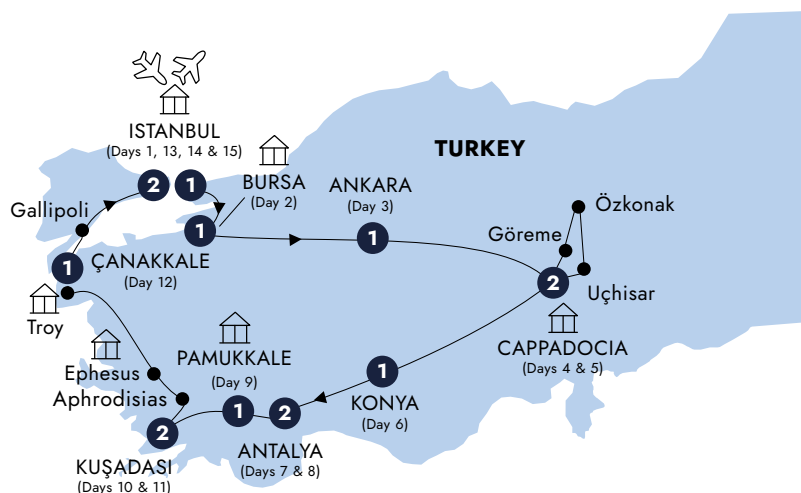 ISTANBUL
(Days 1, 13, 14 & 15)
TURKEY
BURSA
(Day 2)
ANKARA
(Day 3)
2
1
1
1
Gallipoli
Özkonak
Göreme
1
ÇANAKKALE
(Day 12)
2
Uçhisar
Troy
CAPPADOCIA
(Days 4 & 5)
PAMUKKALE
(Day 9)
Ephesus
Aphrodisias
1
KONYA
(Day 6)
2
1
2
ANTALYA
(Days 7 & 8)
KUŞADASI
(Days 10 & 11)